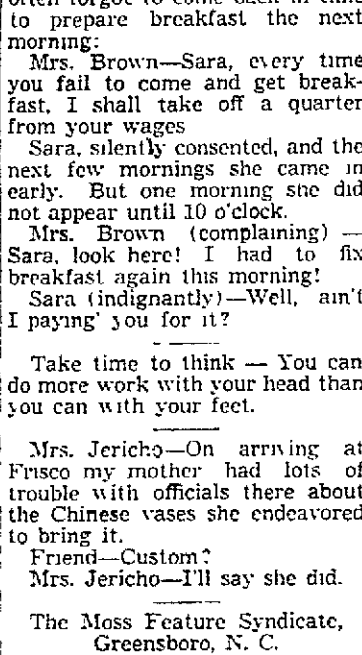 often forgot to come back in time
to prepare breakfast the next
morning:
Mrs. Brown—Sara, every time
you fail to come and get break-
fast, I shall take off a quarter
from your wages
Sara, silently consented, and the
next few mornings she came in
early. But one morning she did
not appear until 10 o'clock.
Mrs. Brown (complaining) —
Sara, look here! I had to fix
breakfast again this morning!
Sara (indignantly)—Well, ain't
I paying' you for it?
Take time to think — You can
do more work with your head than
you can with your feet.
Mrs. Jericho—On arriving at
Frisco my mother had lots of
trouble with officials there about
the Chinese vases she endeavored
to bring it.
Friend—Custom?
Mrs. Jericho—I'll say she did.
The Moss Feature Syndicate,
Greensboro, N. C.